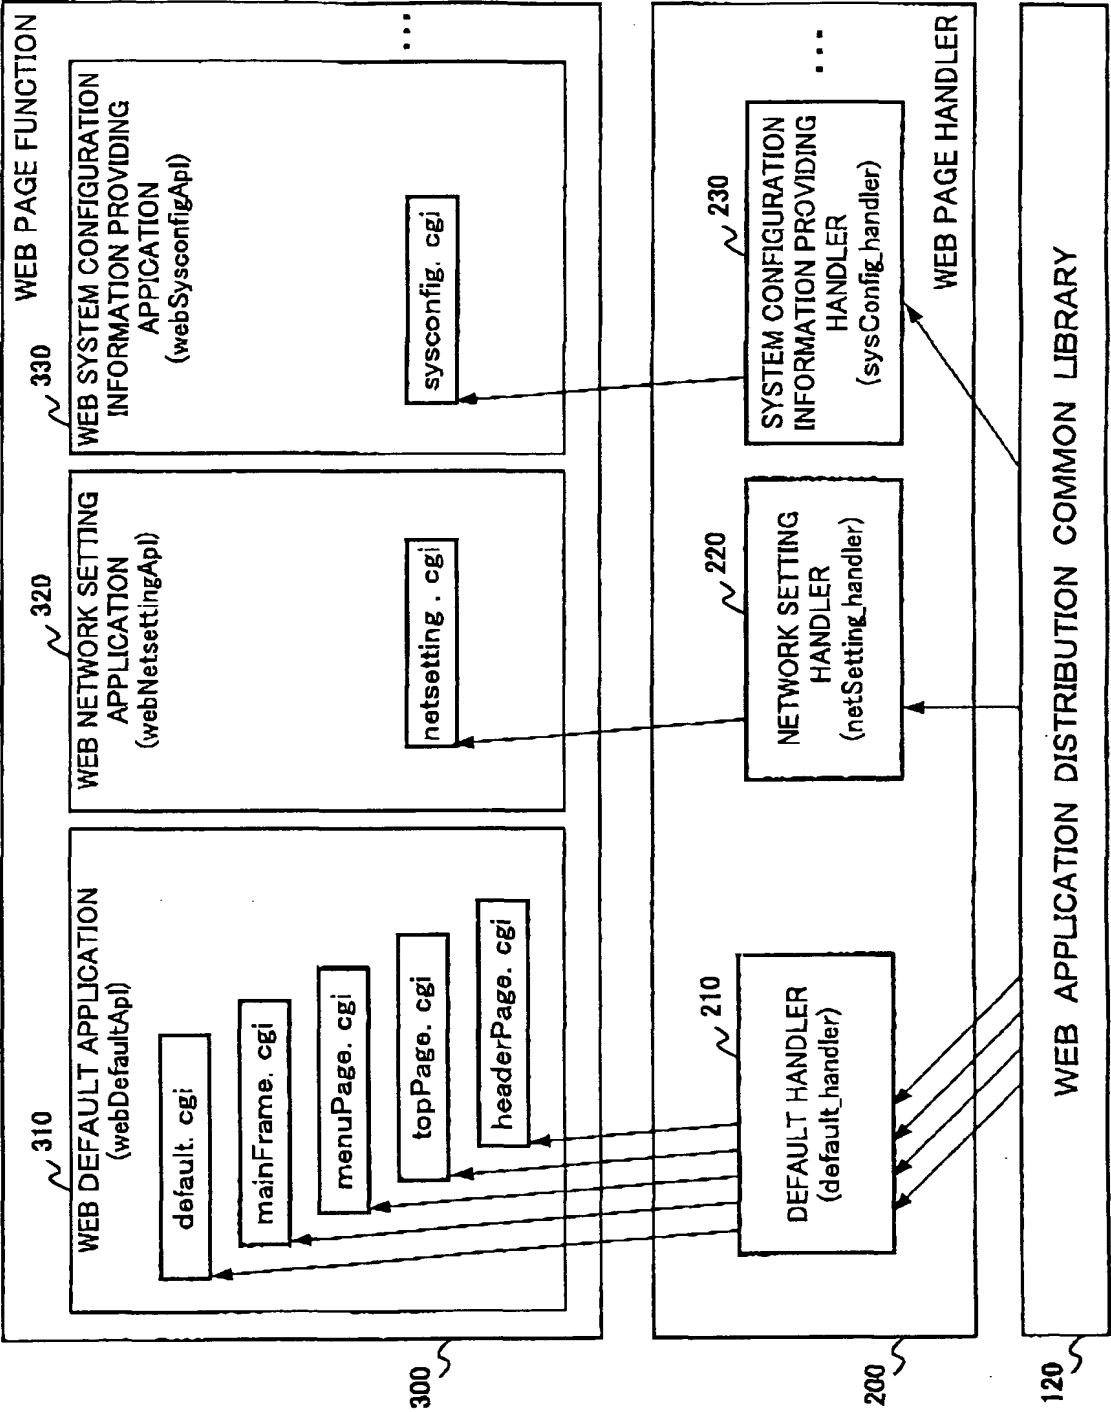 300
WEB PAGE FUNCTION
310
WEB DEFAULT APPLICATION
(webDefaultApl)
default. cgi
mainFrame. cgi
menuPage. cgi
topPage. cgi
headerPage. cgi
320
WEB NETWORK SETTING
APPLICATION
(webNetsettingApl)
netsetting . cgi
330
WEB SYSTEM CONFIGURATION
INFORMATION PROVIDING
APPICATION
(webSysconfigApl)
sysconfig. cgi
...
200
210
DEFAULT HANDLER
(default_handler)
220
NETWORK SETTING
HANDLER
(netSetting_handler)
230
SYSTEM CONFIGURATION
INFORMATION PROVIDING
HANDLER
(sysConfig_handler)
...
WEB PAGE HANDLER
120
WEB APPLICATION DISTRIBUTION COMMON LIBRARY